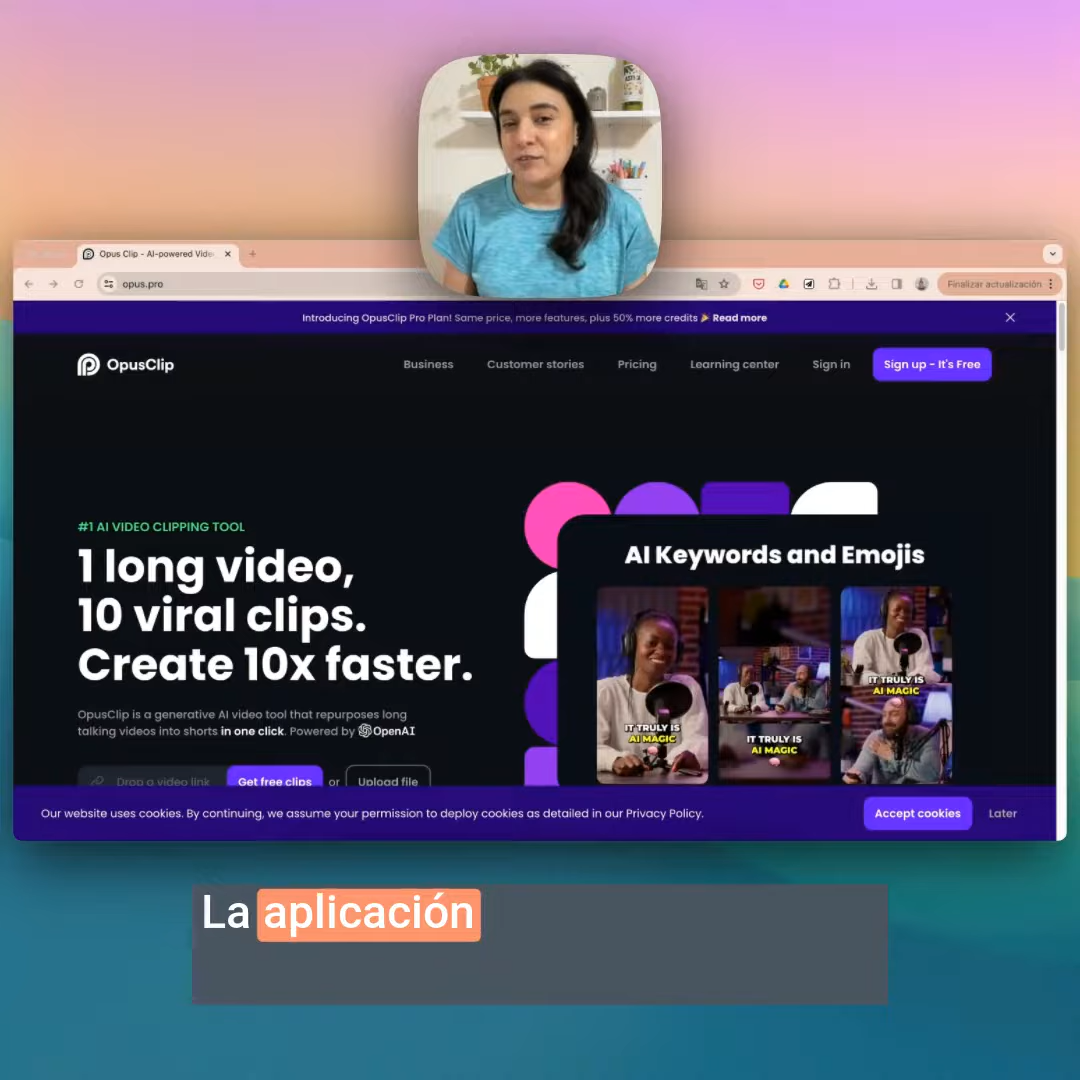 Opus Clip - AI-powered Vide
opus.pro
Finalizar actualización
Introducing OpusClip Pro Plan! Same price, more features, plus 50% more credits 🎉 Read more
OpusClip
Business
Customer stories
Pricing
Learning center
Sign in
Sign up - It's Free
#1 AI VIDEO CLIPPING TOOL
1 long video,
10 viral clips.
Create 10x faster.
OpusClip is a generative AI video tool that repurposes long
talking videos into shorts in one click. Powered by OpenAI
Drop a video link
Get free clips
or
Upload file
AI Keywords and Emojis
IT TRULY IS
AI MAGIC
IT TRULY IS
AI MAGIC
IT TRULY IS
AI MAGIC
Our website uses cookies. By continuing, we assume your permission to deploy cookies as detailed in our Privacy Policy.
Accept cookies
Later
La aplicación